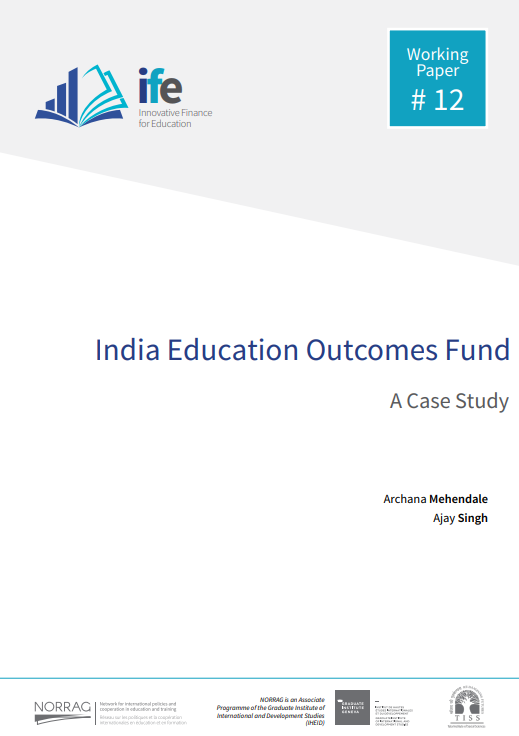 ife
Innovative Finance
for Education
Working
Paper
# 12
India Education Outcomes Fund
A Case Study
Archana Mehendale
Ajay Singh
NORRAG
Network for international policies and
cooperation in education and training
Réseau sur les politiques et la coopération
internationales en éducation et en formation
NORRAG is an Associate
Programme of the Graduate Institute of
International and Development Studies
(IHEID)
GRADUATE
INSTITUTE
GENEVA
TISS